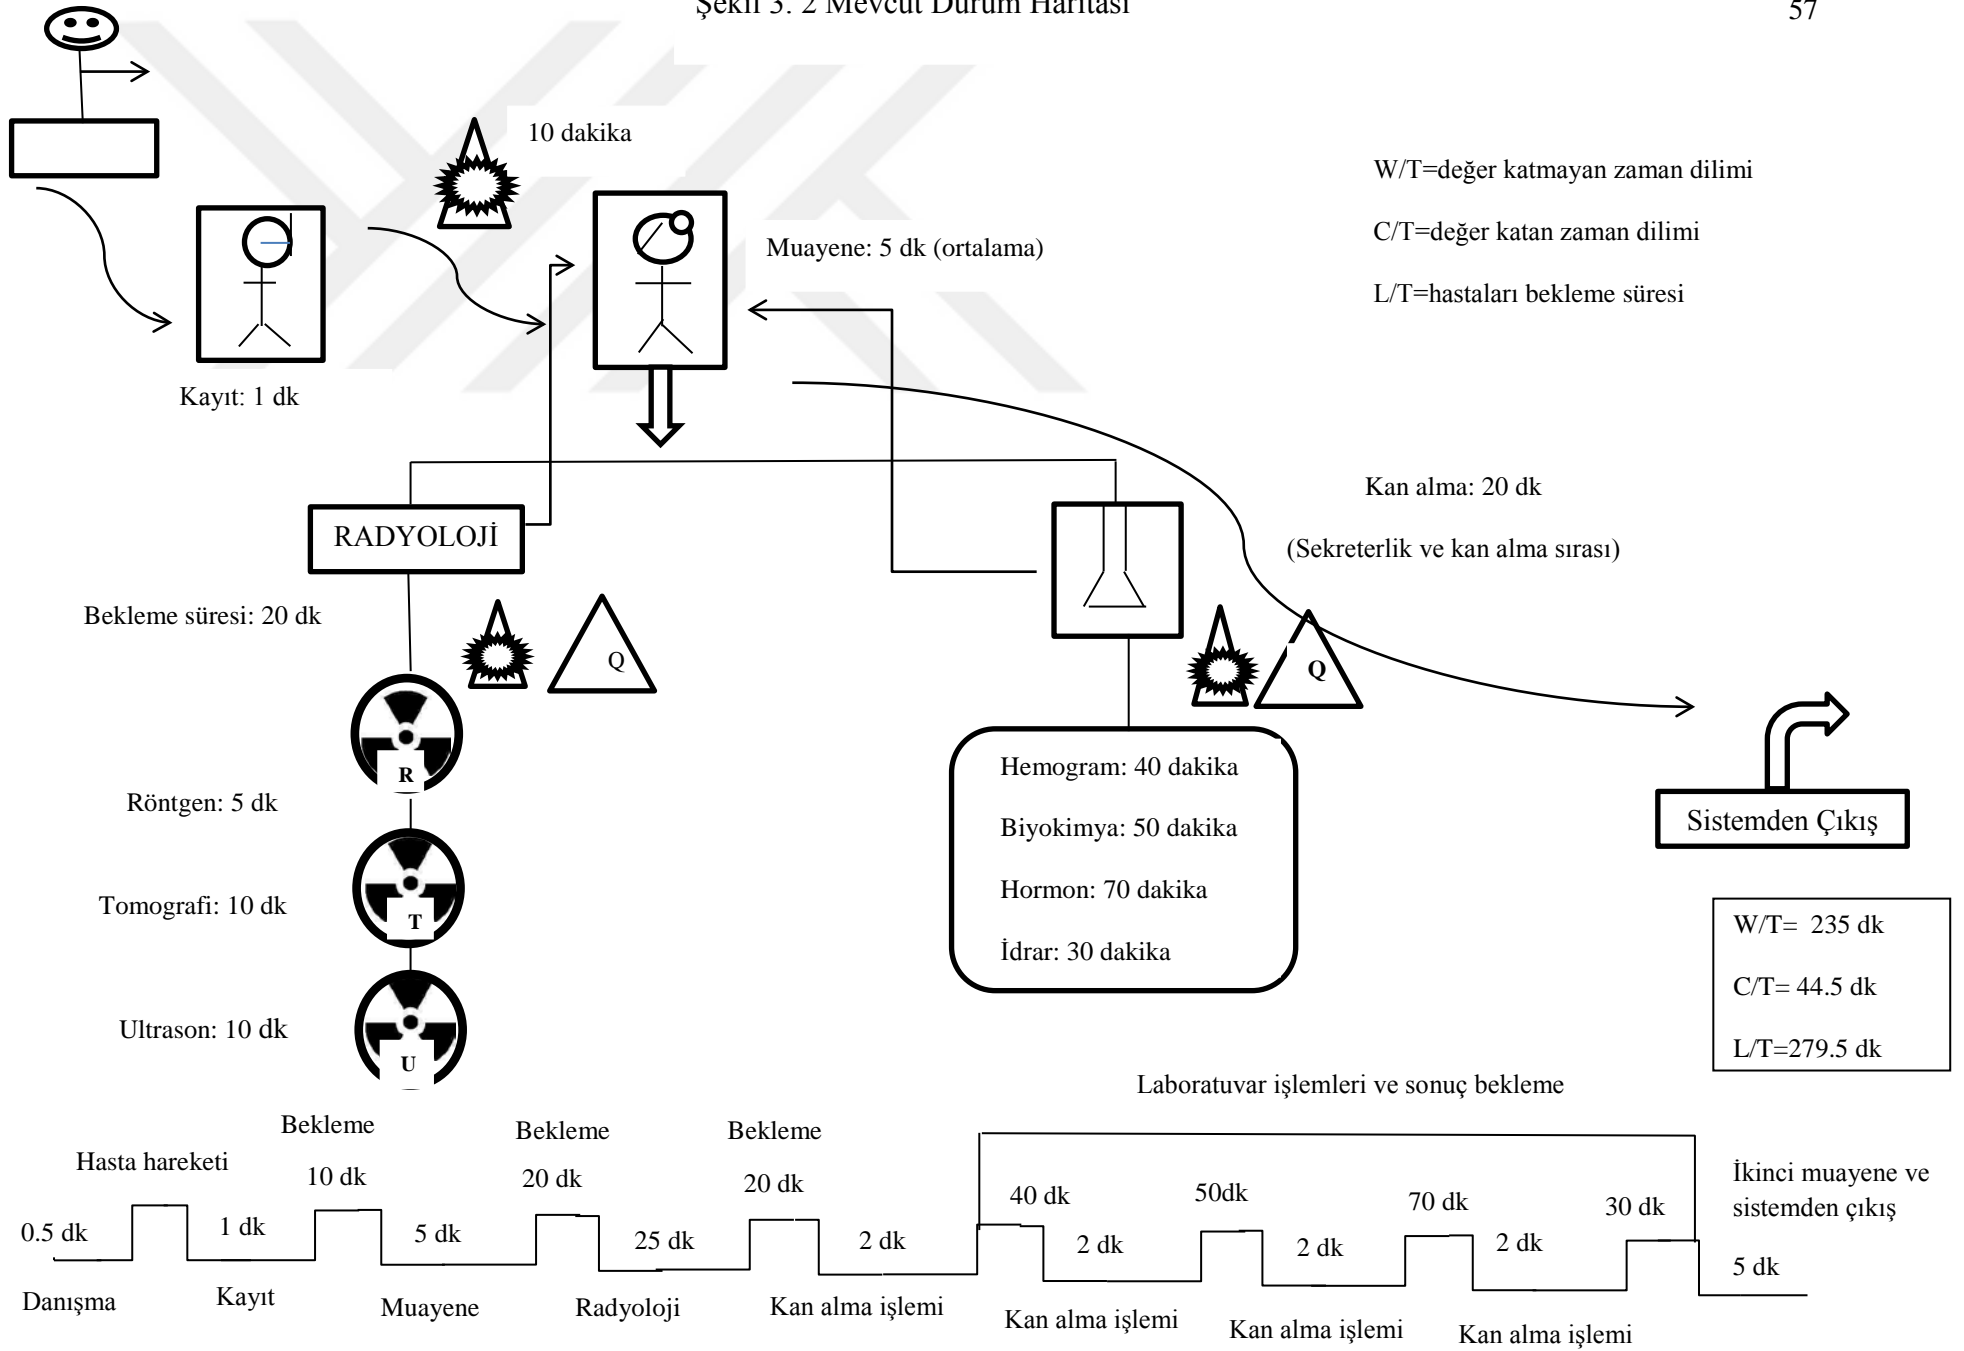 Şekil 3. 2 Mevcut Durum Haritası
57
10 dakika
W/T=değer katmayan zaman dilimi
C/T=değer katan zaman dilimi
L/T=hastaları bekleme süresi
Muayene: 5 dk (ortalama)
Kayıt: 1 dk
Kan alma: 20 dk
(Sekreterlik ve kan alma sırası)
RADYOLOJİ
Bekleme süresi: 20 dk
Q
Q
R
Röntgen: 5 dk
T
Tomografi: 10 dk
U
Ultrason: 10 dk
Hemogram: 40 dakika
Biyokimya: 50 dakika
Hormon: 70 dakika
İdrar: 30 dakika
Sistemden Çıkış
W/T= 235 dk
C/T= 44.5 dk
L/T=279.5 dk
Laboratuvar işlemleri ve sonuç bekleme
Hasta hareketi
Bekleme
10 dk
Bekleme
20 dk
Bekleme
20 dk
40 dk
50dk
70 dk
30 dk
İkinci muayene ve
sistemden çıkış
0.5 dk
1 dk
5 dk
25 dk
2 dk
2 dk
2 dk
2 dk
5 dk
Danışma
Kayıt
Muayene
Radyoloji
Kan alma işlemi
Kan alma işlemi
Kan alma işlemi
Kan alma işlemi